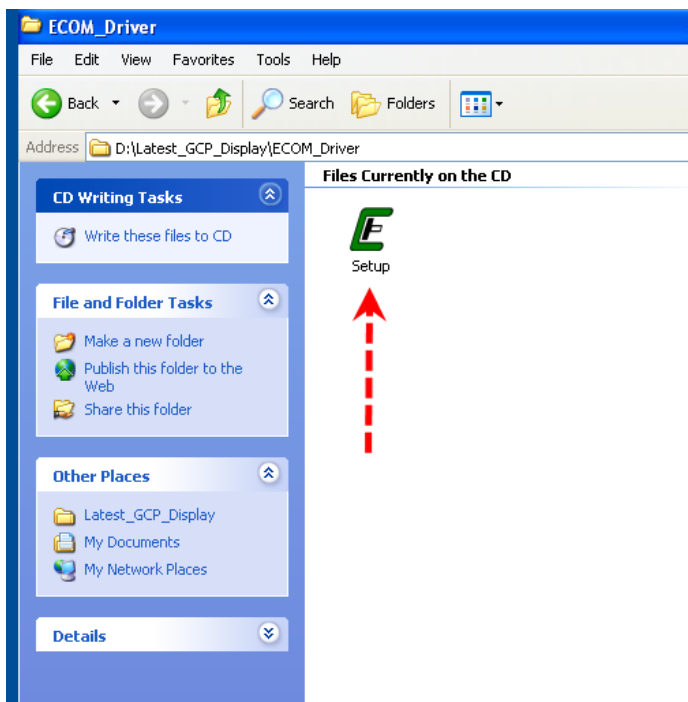 ECOM_Driver
File Edit View Favorites Tools Help
Back Search Folders
Address D:\Latest_GCP_Display\ECOM_Driver
Files Currently on the CD
CD Writing Tasks
Write these files to CD
Setup
File and Folder Tasks
Make a new folder
Publish this folder to the
Web
Share this folder
Other Places
Latest_GCP_Display
My Documents
My Network Places
Details